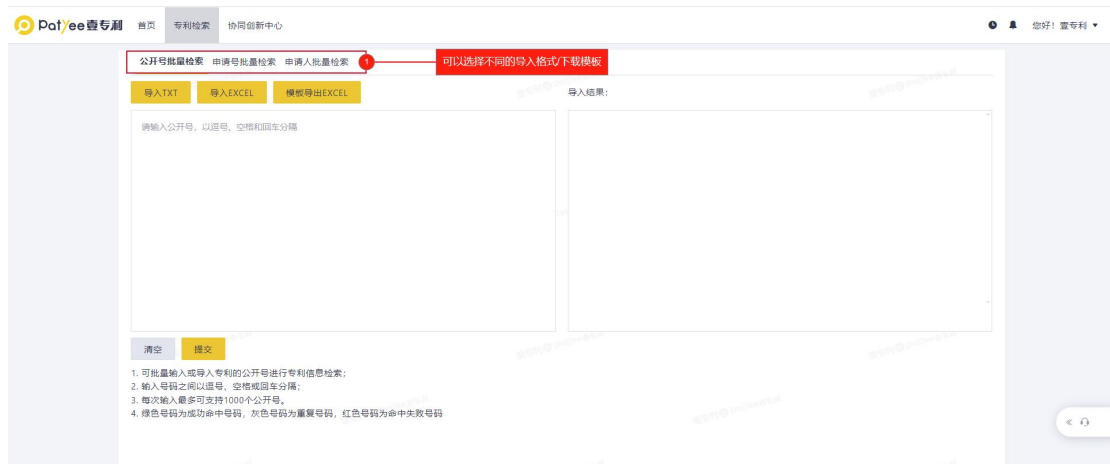 Patyee壹专利 首页 专利检索 协同创新中心 您好！壹专利
公开号批量检索 申请号批量检索 申请人批量检索 1 可以选择不同的导入格式/下载模板
导入TXT 导入EXCEL 模板导出EXCEL 导入结果：
请输入公开号，以逗号、空格和回车分隔
清空 提交
1. 可批量输入或导入专利的公开号进行专利信息检索；
2. 输入号码之间以逗号、空格或回车分隔；
3. 每次输入最多可支持1000个公开号。
4. 绿色号码为成功命中号码，灰色号码为重复号码，红色号码为命中失败号码